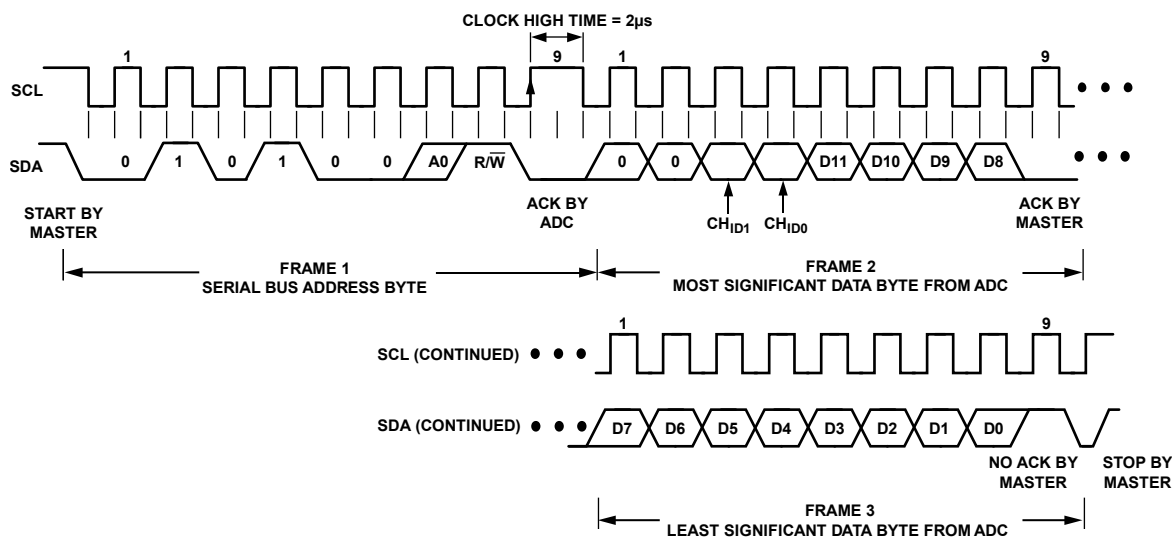 CLOCK HIGH TIME = 2µs
1 9 1 9
SCL
SDA
0 1 0 1 0 0 A0 R/W̅ 0 0 D11 D10 D9 D8
START BY
MASTER
ACK BY
ADC
CH_ID1
CH_ID0
ACK BY
MASTER
FRAME 1
SERIAL BUS ADDRESS BYTE
FRAME 2
MOST SIGNIFICANT DATA BYTE FROM ADC
1 9
SCL (CONTINUED)
SDA (CONTINUED)
D7 D6 D5 D4 D3 D2 D1 D0
NO ACK BY
MASTER
STOP BY
MASTER
FRAME 3
LEAST SIGNIFICANT DATA BYTE FROM ADC